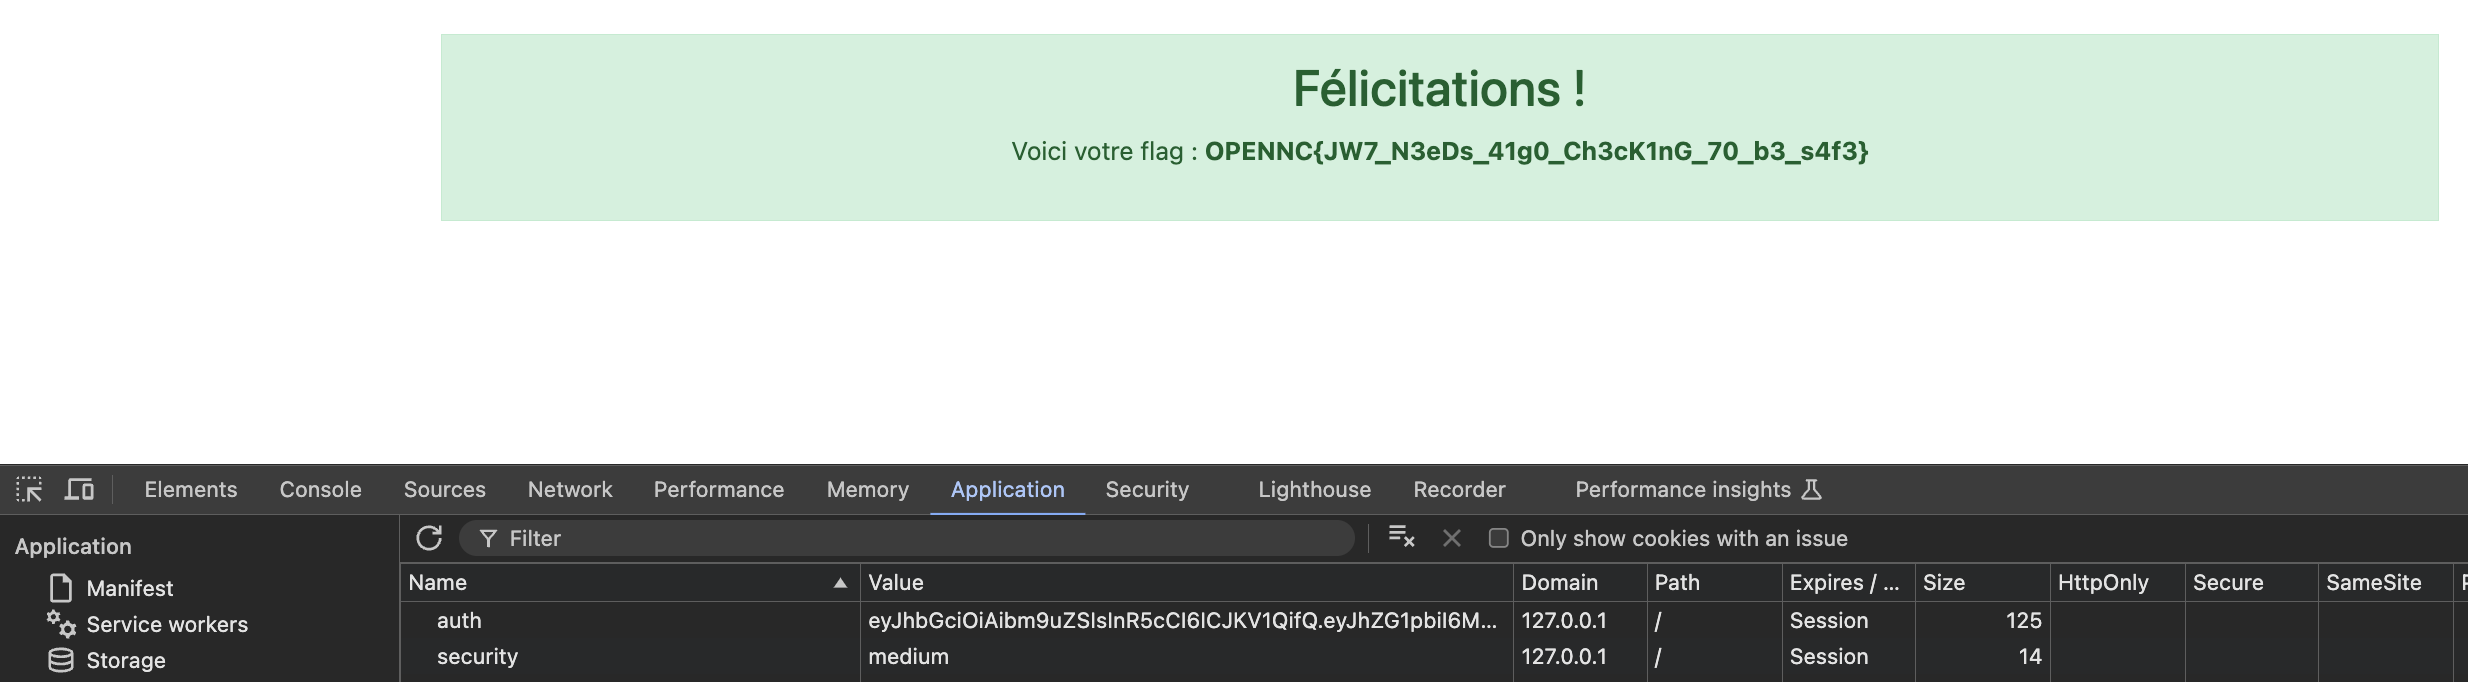 Félicitations !
Voici votre flag : OPENNC{JW7_N3eDs_41g0_Ch3cK1nG_70_b3_s4f3}
Elements Console Sources Network Performance Memory Application Security Lighthouse Recorder Performance insights
Application
Manifest
Service workers
Storage
Filter Only show cookies with an issue
Name Value Domain Path Expires / ... Size HttpOnly Secure SameSite
auth eyJhbGciOiAibm9uZSIsInR5cCI6ICJKV1QifQ.eyJhZG1pbiI6M... 127.0.0.1 / Session 125
security medium 127.0.0.1 / Session 14